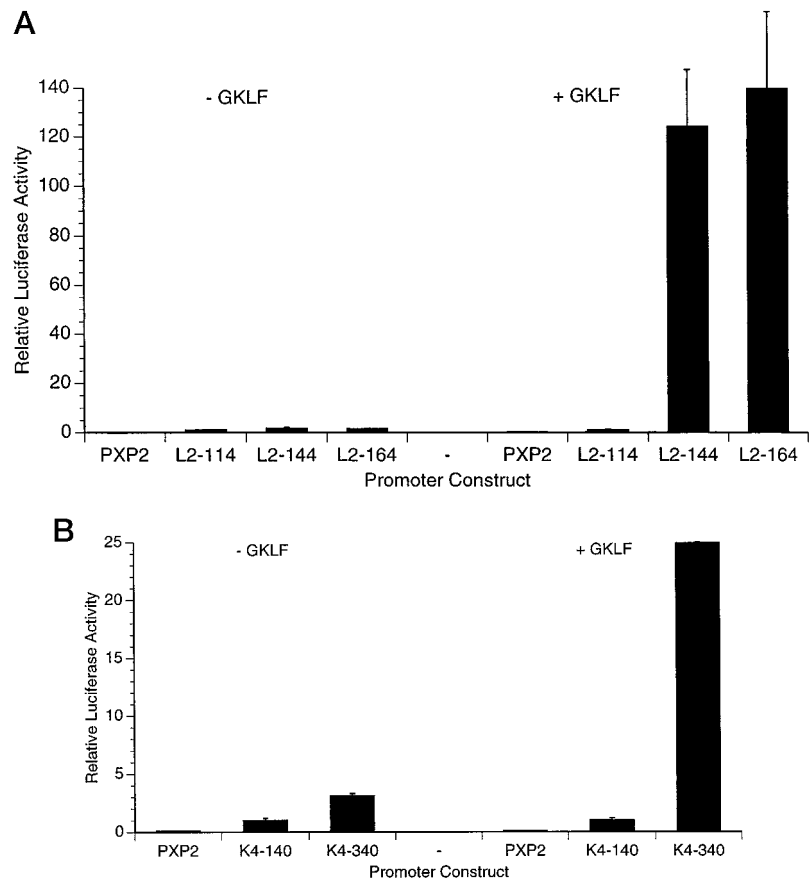 A
- GKLF
+ GKLF
Relative Luciferase Activity
140
120
100
80
60
40
20
0
PXP2 L2-114 L2-144 L2-164 - PXP2 L2-114 L2-144 L2-164
Promoter Construct
B
- GKLF
+ GKLF
Relative Luciferase Activity
25
20
15
10
5
0
PXP2 K4-140 K4-340 - PXP2 K4-140 K4-340
Promoter Construct